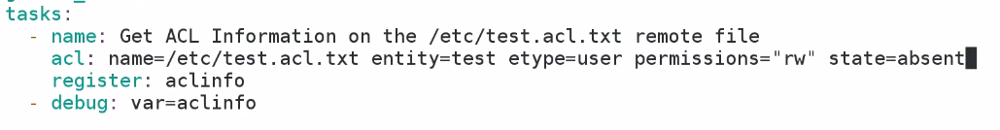 tasks:
  - name: Get ACL Information on the /etc/test.acl.txt remote file
    acl: name=/etc/test.acl.txt entity=test etype=user permissions="rw" state=absent
    register: aclinfo
  - debug: var=aclinfo